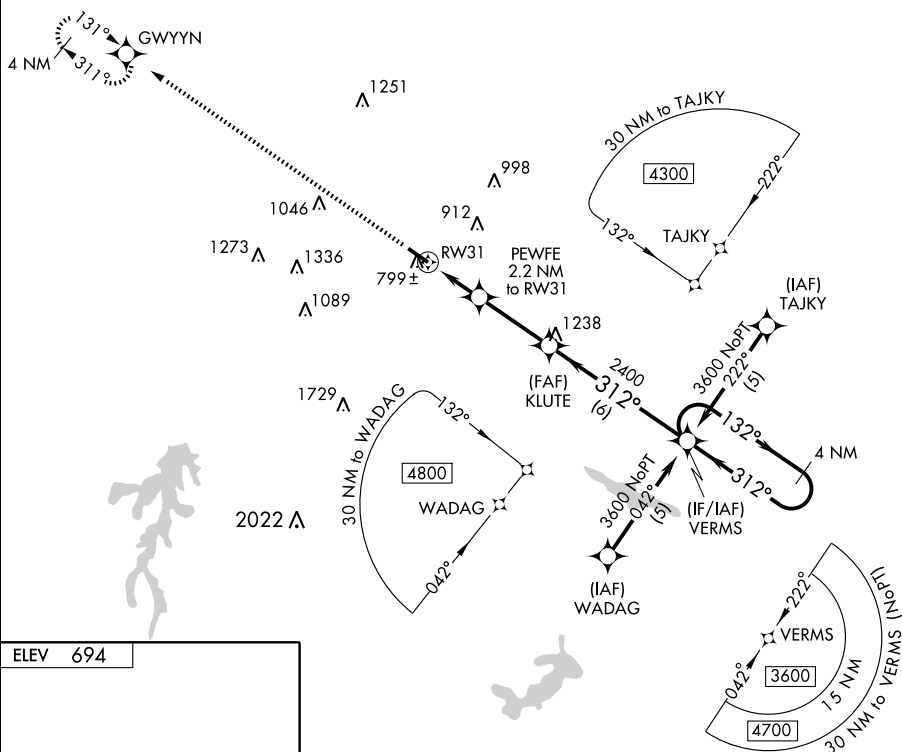 131°
GWYYN
4 NM
311°
1251
30 NM to TAJKY
998
4300
222°
1046
912
132°
TAJKY
1273
1336
RW31
799±
PEWFE
2.2 NM
to RW31
1089
(IAF)
TAJKY
1238
3600 NoPT
222°
(5)
(FAF)
KLUTE
2400
312°
(6)
1729
30 NM to WADAG
132°
132°
4 NM
312°
4800
WADAG
3600 NoPT
042°
(5)
(IF/IAF)
VERMS
2022
042°
(IAF)
WADAG
222°
VERMS
042°
3600
15 NM
4700
30 NM to VERMS (NoPT)
ELEV 694